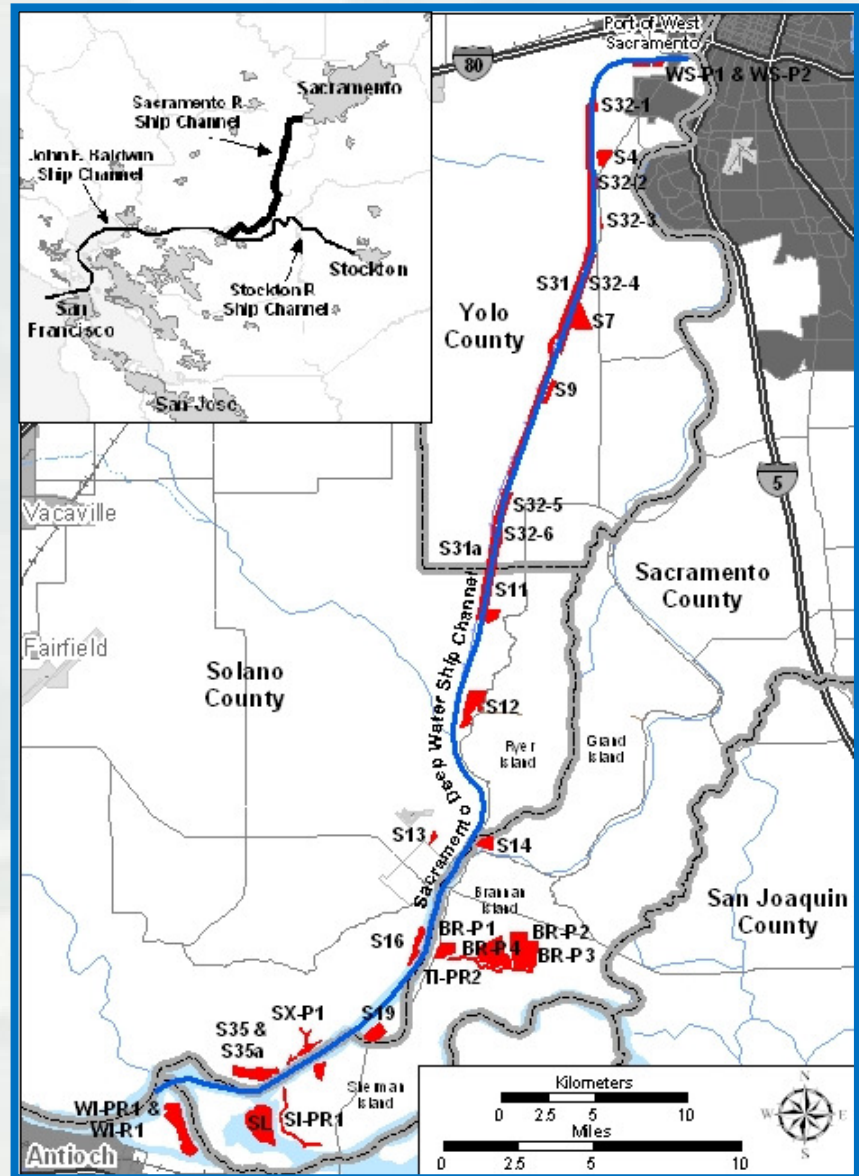 Sacramento
Sacramento R
Ship Channel
John F. Baldwin
Ship Channel
Stockton
Stockton R
Ship Channel
San
Francisco
San Jose
Port of West
Sacramento
80
WS-P1 & WS-P2
S32-1
S4
S32-2
S32-3
S31
S32-4
S7
Yolo
County
S9
5
S32-5
S32-6
S31a
Vacaville
Sacramento
County
S11
Fairfield
Solano
County
Sacramento Deep Water Ship Channel
S12
Ryer
Island
Grand
Island
S13
S14
Brannan
Island
San Joaquin
County
S16
BR-P1
BR-P4
BR-P2
BR-P3
TI-PR2
S19
SX-P1
S35 &
S35a
Sherman
Island
WI-PR1 &
WI-R1
SL
SI-PR1
Antioch
Kilometers
0 2.5 5 10
Miles
0 2.5 5 10
N
W
E
S